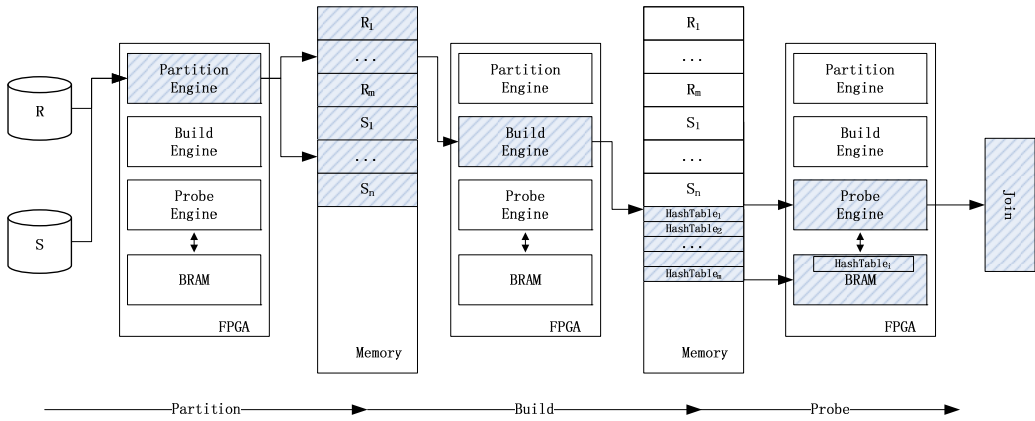 R
S
Partition
Engine
Build
Engine
Probe
Engine
BRAM
FPGA
R1
...
Rm
S1
...
Sn
Memory
Partition
Engine
Build
Engine
Probe
Engine
BRAM
FPGA
R1
...
Rm
S1
...
Sn
HashTable1
HashTable2
...
HashTablem
Memory
Partition
Engine
Build
Engine
Probe
Engine
HashTablei
BRAM
FPGA
Join
Partition
Build
Probe